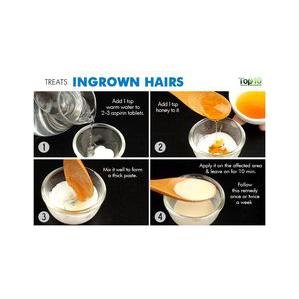 TREATS INGROWN HAIRS
Top10
Add 1 tsp
warm water to
2-3 aspirin tablets.
1
Add 1 tsp
honey to it.
2
Mix it well to form
a thick paste.
3
Apply it on the affected area
& leave on for 10 min.
Follow
this remedy
once or twice
a week
4